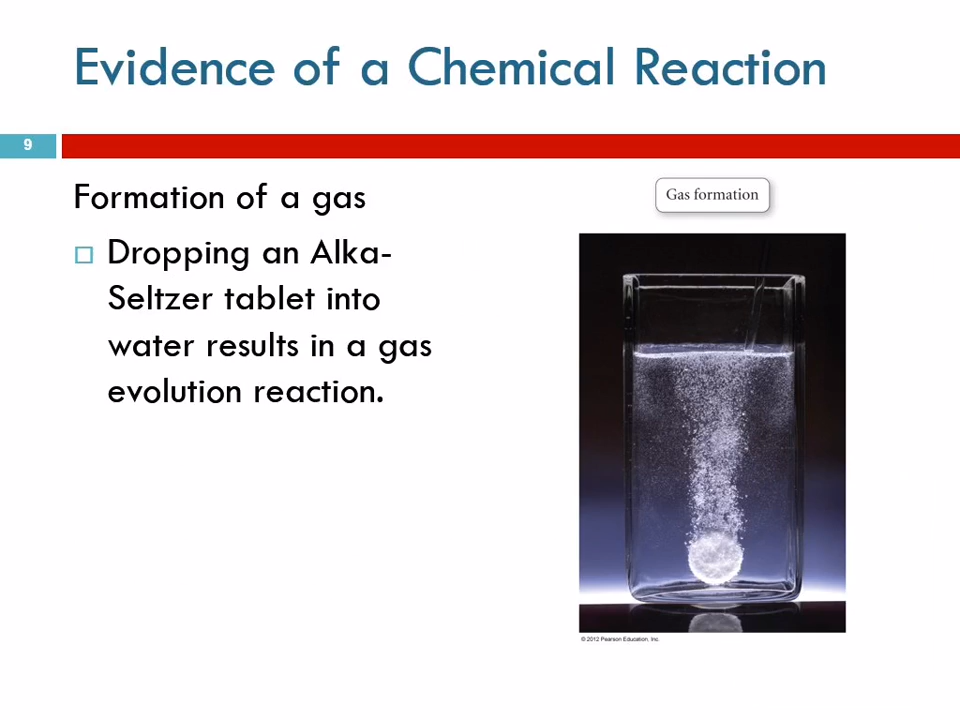 Evidence of a Chemical Reaction
9
Formation of a gas
Dropping an Alka-
Seltzer tablet into
water results in a gas
evolution reaction.
Gas formation
© 2012 Pearson Education, Inc.